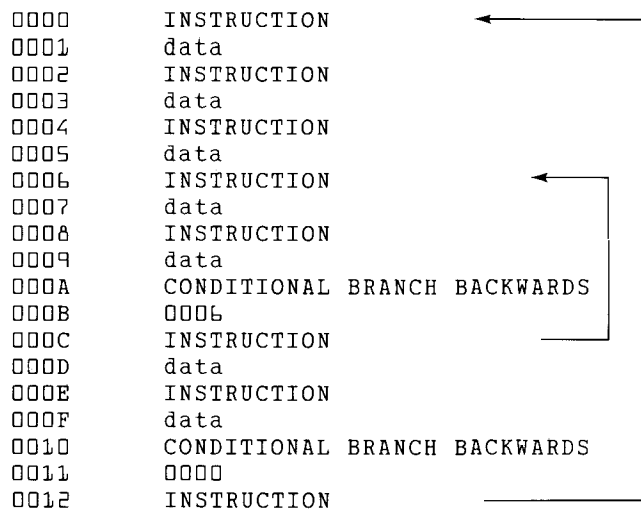 0000 INSTRUCTION
0001 data
0002 INSTRUCTION
0003 data
0004 INSTRUCTION
0005 data
0006 INSTRUCTION
0007 data
0008 INSTRUCTION
0009 data
000A CONDITIONAL BRANCH BACKWARDS
000B 0006
000C INSTRUCTION
000D data
000E INSTRUCTION
000F data
0010 CONDITIONAL BRANCH BACKWARDS
0011 0000
0012 INSTRUCTION